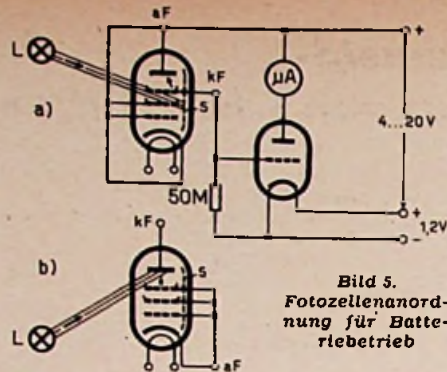 aF
L
kF
a)
S
µA
+
4...20V
50M
+
1,2V
-
kF
b)
S
L
aF
Bild 5.
Fotozellenanord-
nung für Batte-
riebetrieb